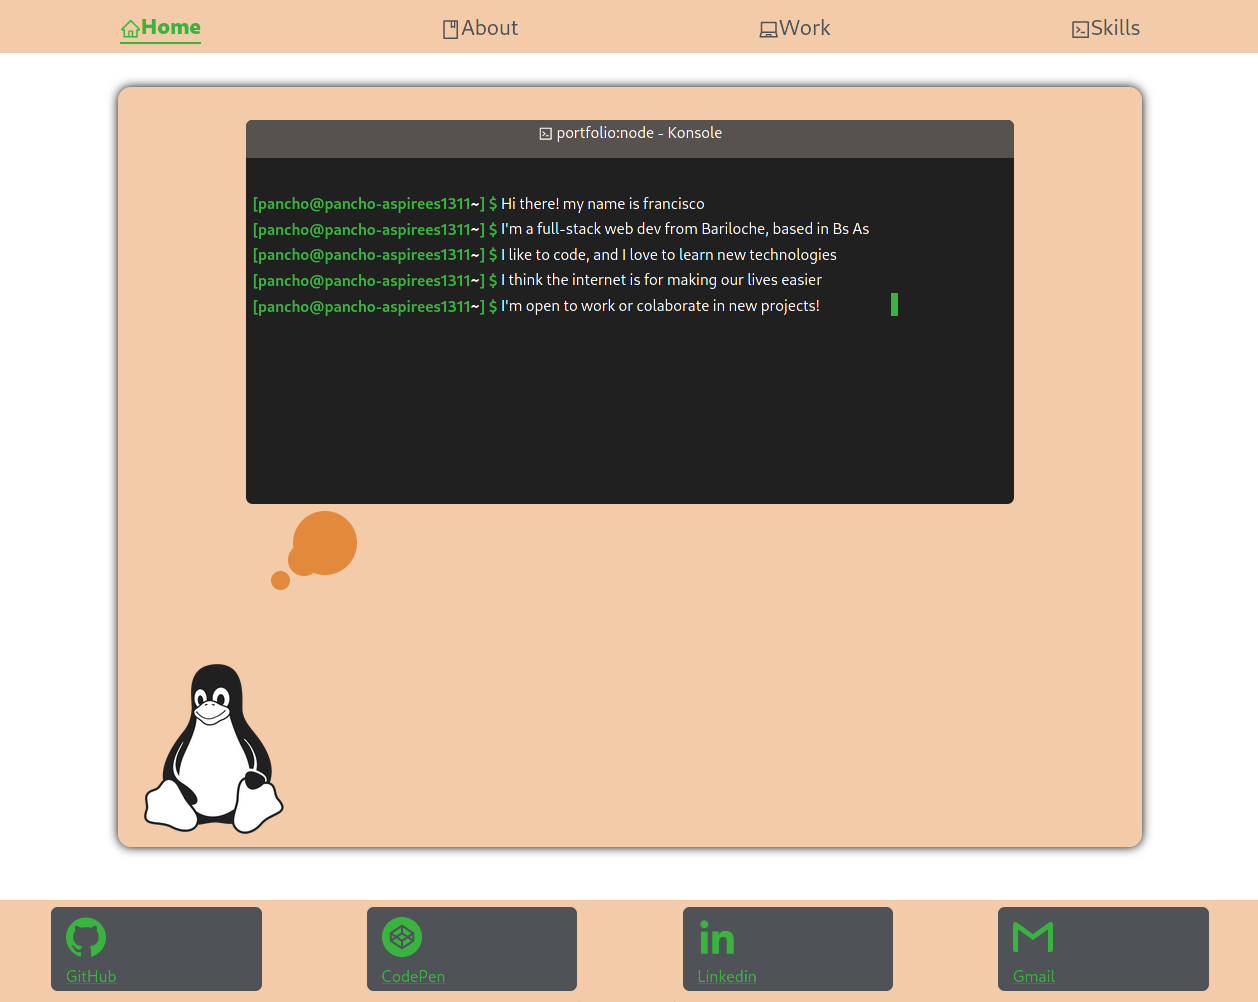 Home About Work Skills
portfolio:node - Konsole
[pancho@pancho-aspirees1311~] $ Hi there! my name is francisco
[pancho@pancho-aspirees1311~] $ I'm a full-stack web dev from Bariloche, based in Bs As
[pancho@pancho-aspirees1311~] $ I like to code, and I love to learn new technologies
[pancho@pancho-aspirees1311~] $ I think the internet is for making our lives easier
[pancho@pancho-aspirees1311~] $ I'm open to work or colaborate in new projects!
GitHub CodePen Linkedin Gmail